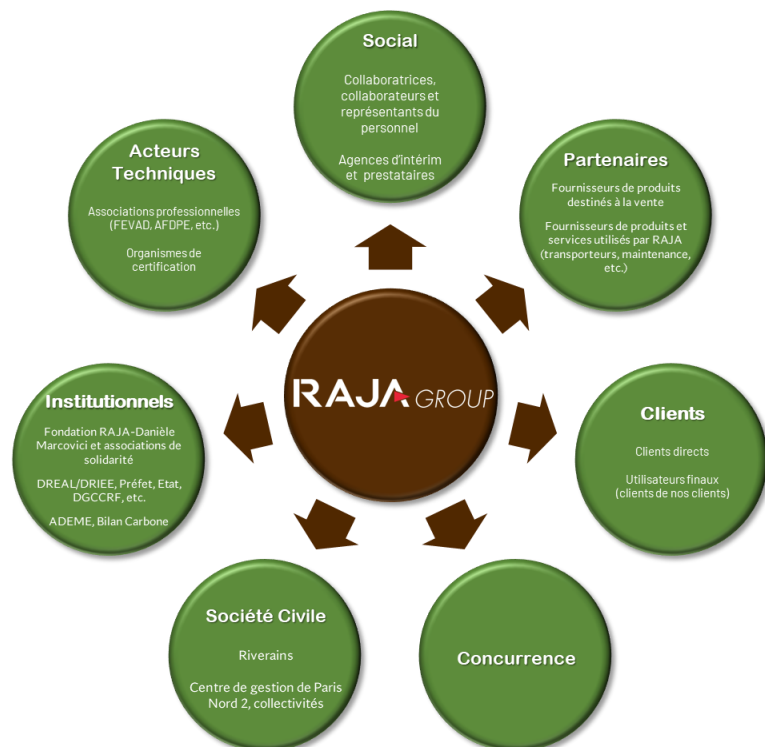 Social
Collaboratrices,
collaborateurs et
représentants du
personnel
Agences d'intérim
et prestataires
Acteurs
Techniques
Associations professionnelles
(FEVAD, AFDPE, etc.)
Organismes de
certification
Partenaires
Fournisseurs de produits
destinés à la vente
Fournisseurs de produits et
services utilisés par RAJA
(transporteurs, maintenance,
etc.)
RAJA GROUP
Institutionnels
Fondation RAJA-Danièle
Marcovici et associations de
solidarité
DREAL/DRIEE, Préfet, Etat,
DGCCRF, etc.
ADEME, Bilan Carbone
Clients
Clients directs
Utilisateurs finaux
(clients de nos clients)
Société Civile
Riverains
Centre de gestion de Paris
Nord 2, collectivités
Concurrence